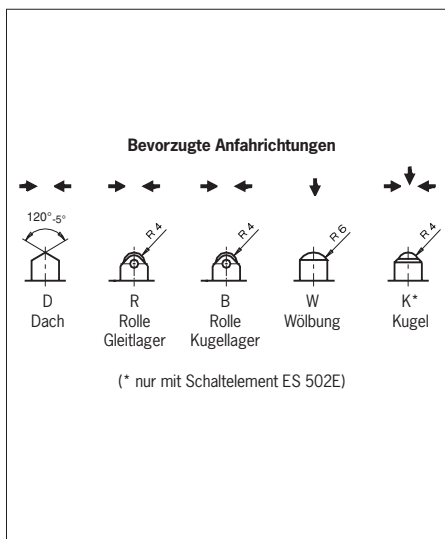 Bevorzugte Anfahrichtungen
120°-5°
R 4
R 4
R 6
R 4
D R B W K*
Dach Rolle Rolle Wölbung Kugel
Gleitlager Kugellager
(* nur mit Schaltelement ES 502E)